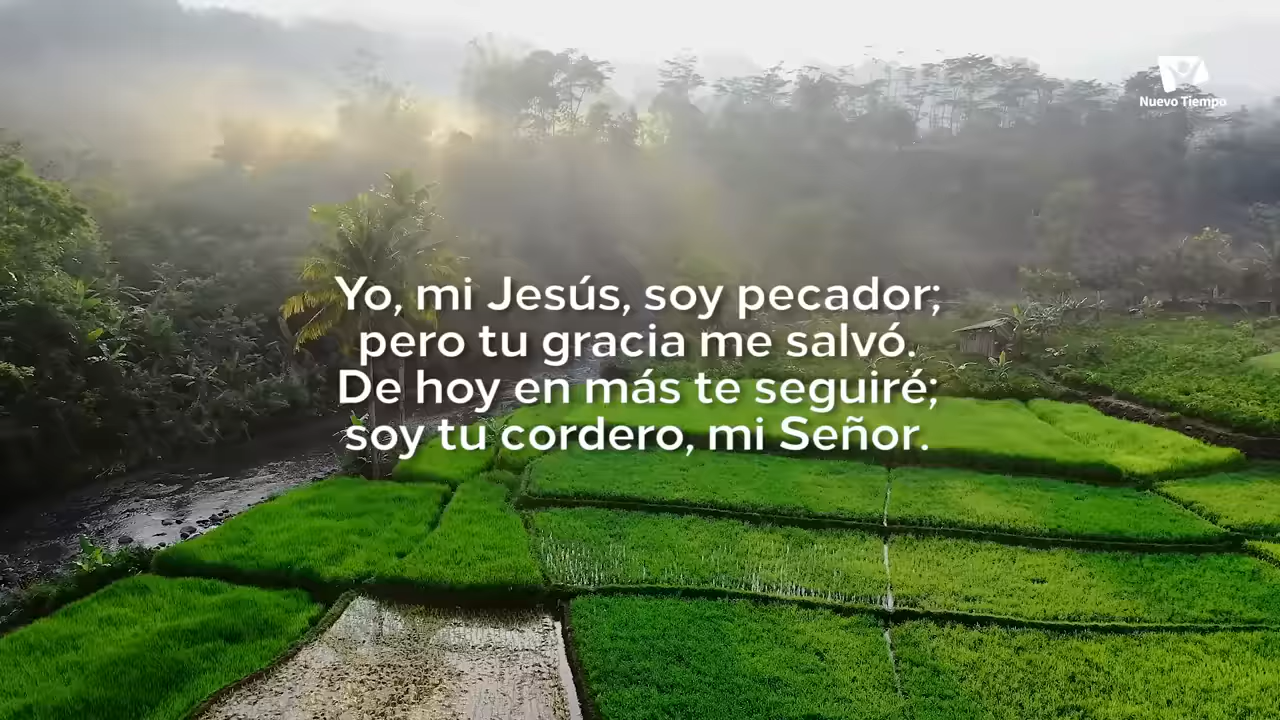 Nuevo Tiempo
Yo, mi Jesús, soy pecador;
pero tu gracia me salvó.
De hoy en más te seguiré;
soy tu cordero, mi Señor.